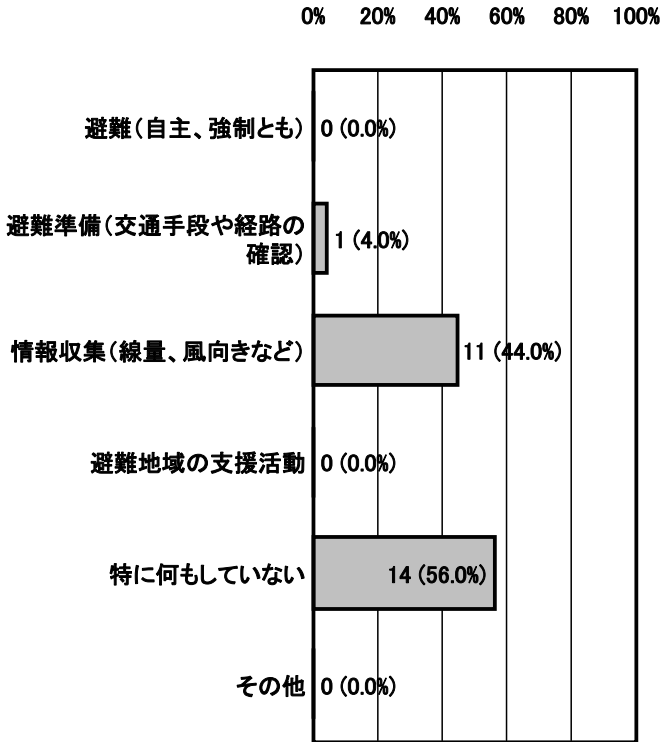 0% 20% 40% 60% 80% 100%
避難(自主、強制とも) 0 (0.0%)
避難準備(交通手段や経路の
確認) 1 (4.0%)
情報収集(線量、風向きなど) 11 (44.0%)
避難地域の支援活動 0 (0.0%)
特に何もしていない 14 (56.0%)
その他 0 (0.0%)